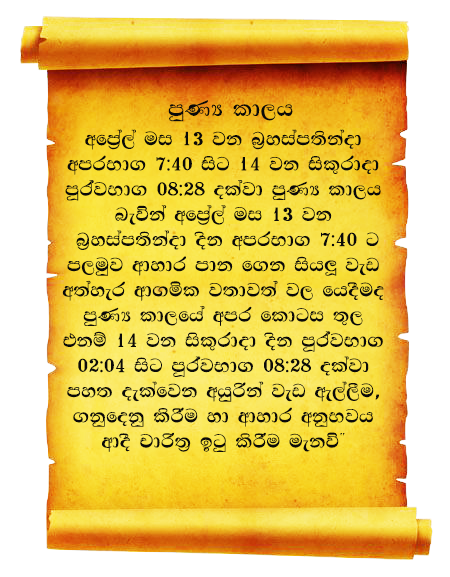 පුණ්‍ය කාලය
අප්‍රේල් මස 13 වන බ්‍රහස්පතින්දා
අපරභාග 7:40 සිට 14 වන සිකුරාදා
පූර්වභාග 08:28 දක්වා පුණ්‍ය කාලය
බැවින් අප්‍රේල් මස 13 වන
බ්‍රහස්පතින්දා දින අපරභාග 7:40 ට
පලමුව ආහාර පාන ගෙන සියලු වැඩ
අත්හැර ආගමික වතාවත් වල යෙදීමද
පුණ්‍ය කාලයේ අපර කොටස තුල
එනම් 14 වන සිකුරාදා දින පූර්වභාග
02:04 සිට පූර්වභාග 08:28 දක්වා
පහත දැක්වෙන අයුරින් වැඩ ඇල්ලීම,
ගනුදෙනු කිරීම හා ආහාර අනුභවය
ආදී චාරිත්‍ර ඉටු කිරීම මැනවි¨